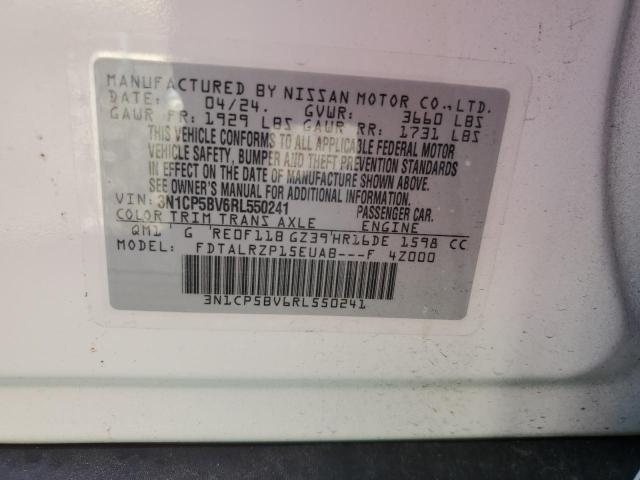 MANUFACTURED BY NISSAN MOTOR CO.,LTD.
DATE: 04/24. GVWR: 3660 LBS
GAWR FR: 1929 LBS GAWR RR: 1731 LBS
THIS VEHICLE CONFORMS TO ALL APPLICABLE FEDERAL MOTOR
VEHICLE SAFETY, BUMPER AND THEFT PREVENTION STANDARDS
IN EFFECT ON THE DATE OF MANUFACTURE SHOWN ABOVE.
SEE OWNER'S MANUAL FOR ADDITIONAL INFORMATION.
VIN: 3N1CP5BV6RL550241 PASSENGER CAR.
COLOR TRIM TRANS AXLE ENGINE
QM1 G RE0F11B GZ39 HR16DE 1598 CC
MODEL: FDTALRZP15EUAB---F 4Z000
3N1CP5BV6RL550241